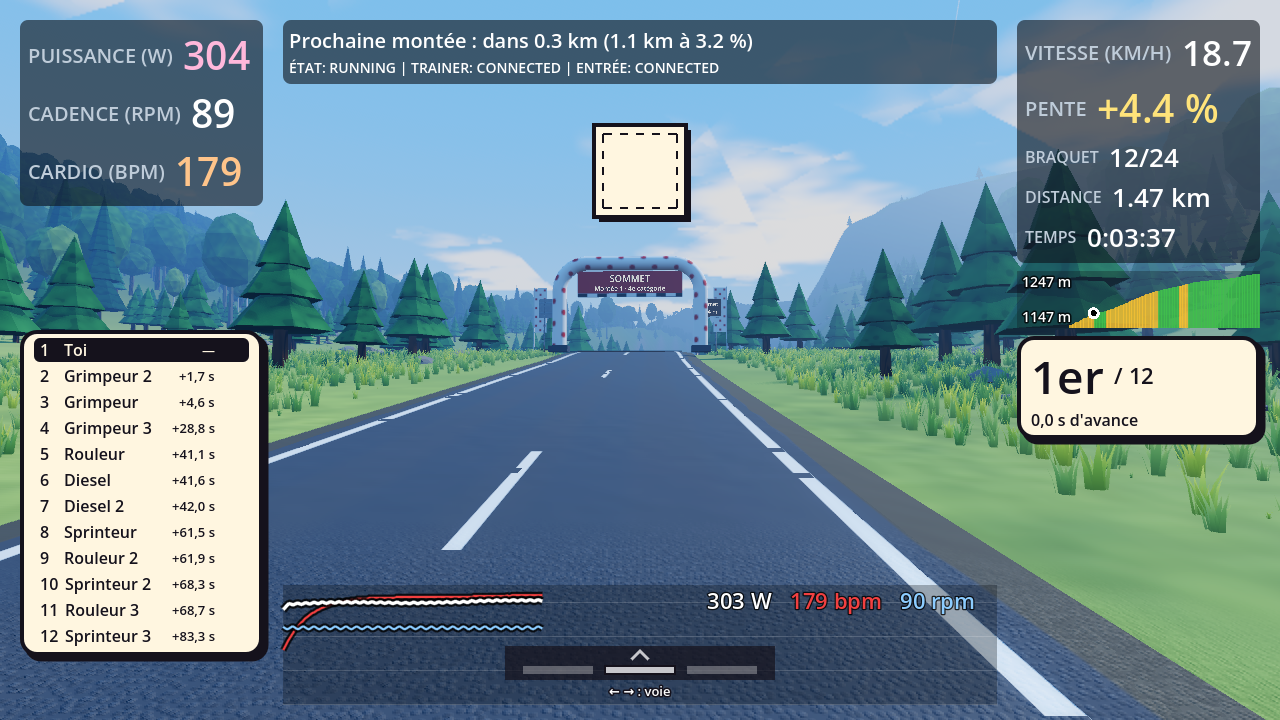 PUISSANCE (W) 304
CADENCE (RPM) 89
CARDIO (BPM) 179
Prochaine montée : dans 0.3 km (1.1 km à 3.2 %)
ÉTAT: RUNNING | TRAINER: CONNECTED | ENTRÉE: CONNECTED
VITESSE (KM/H) 18.7
PENTE +4.4 %
BRAQUET 12/24
DISTANCE 1.47 km
TEMPS 0:03:37
1247 m
1147 m
1er / 12
0,0 s d'avance
SOMMET
Montée 1 - 4e catégorie
1 Toi —
2 Grimpeur 2 +1,7 s
3 Grimpeur +4,6 s
4 Grimpeur 3 +28,8 s
5 Rouleur +41,1 s
6 Diesel +41,6 s
7 Diesel 2 +42,0 s
8 Sprinteur +61,5 s
9 Rouleur 2 +61,9 s
10 Sprinteur 2 +68,3 s
11 Rouleur 3 +68,7 s
12 Sprinteur 3 +83,3 s
303 W 179 bpm 90 rpm
← → : voie